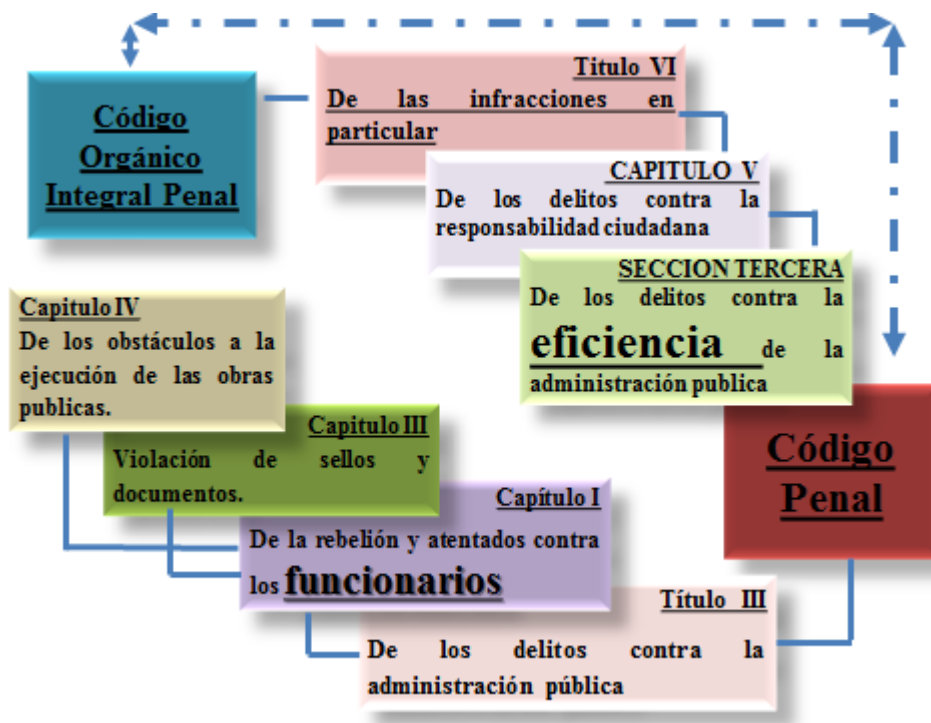 Código
Orgánico
Integral Penal
Titulo VI
De las infracciones en
particular
CAPITULO V
De los delitos contra la
responsabilidad ciudadana
SECCION TERCERA
De los delitos contra la
eficiencia de la
administración publica
Capitulo IV
De los obstáculos a la
ejecución de las obras
publicas.
Capitulo III
Violación de sellos y
documentos.
Capítulo I
De la rebelión y atentados contra
los funcionarios
Título III
De los delitos contra la
administración pública
Código
Penal